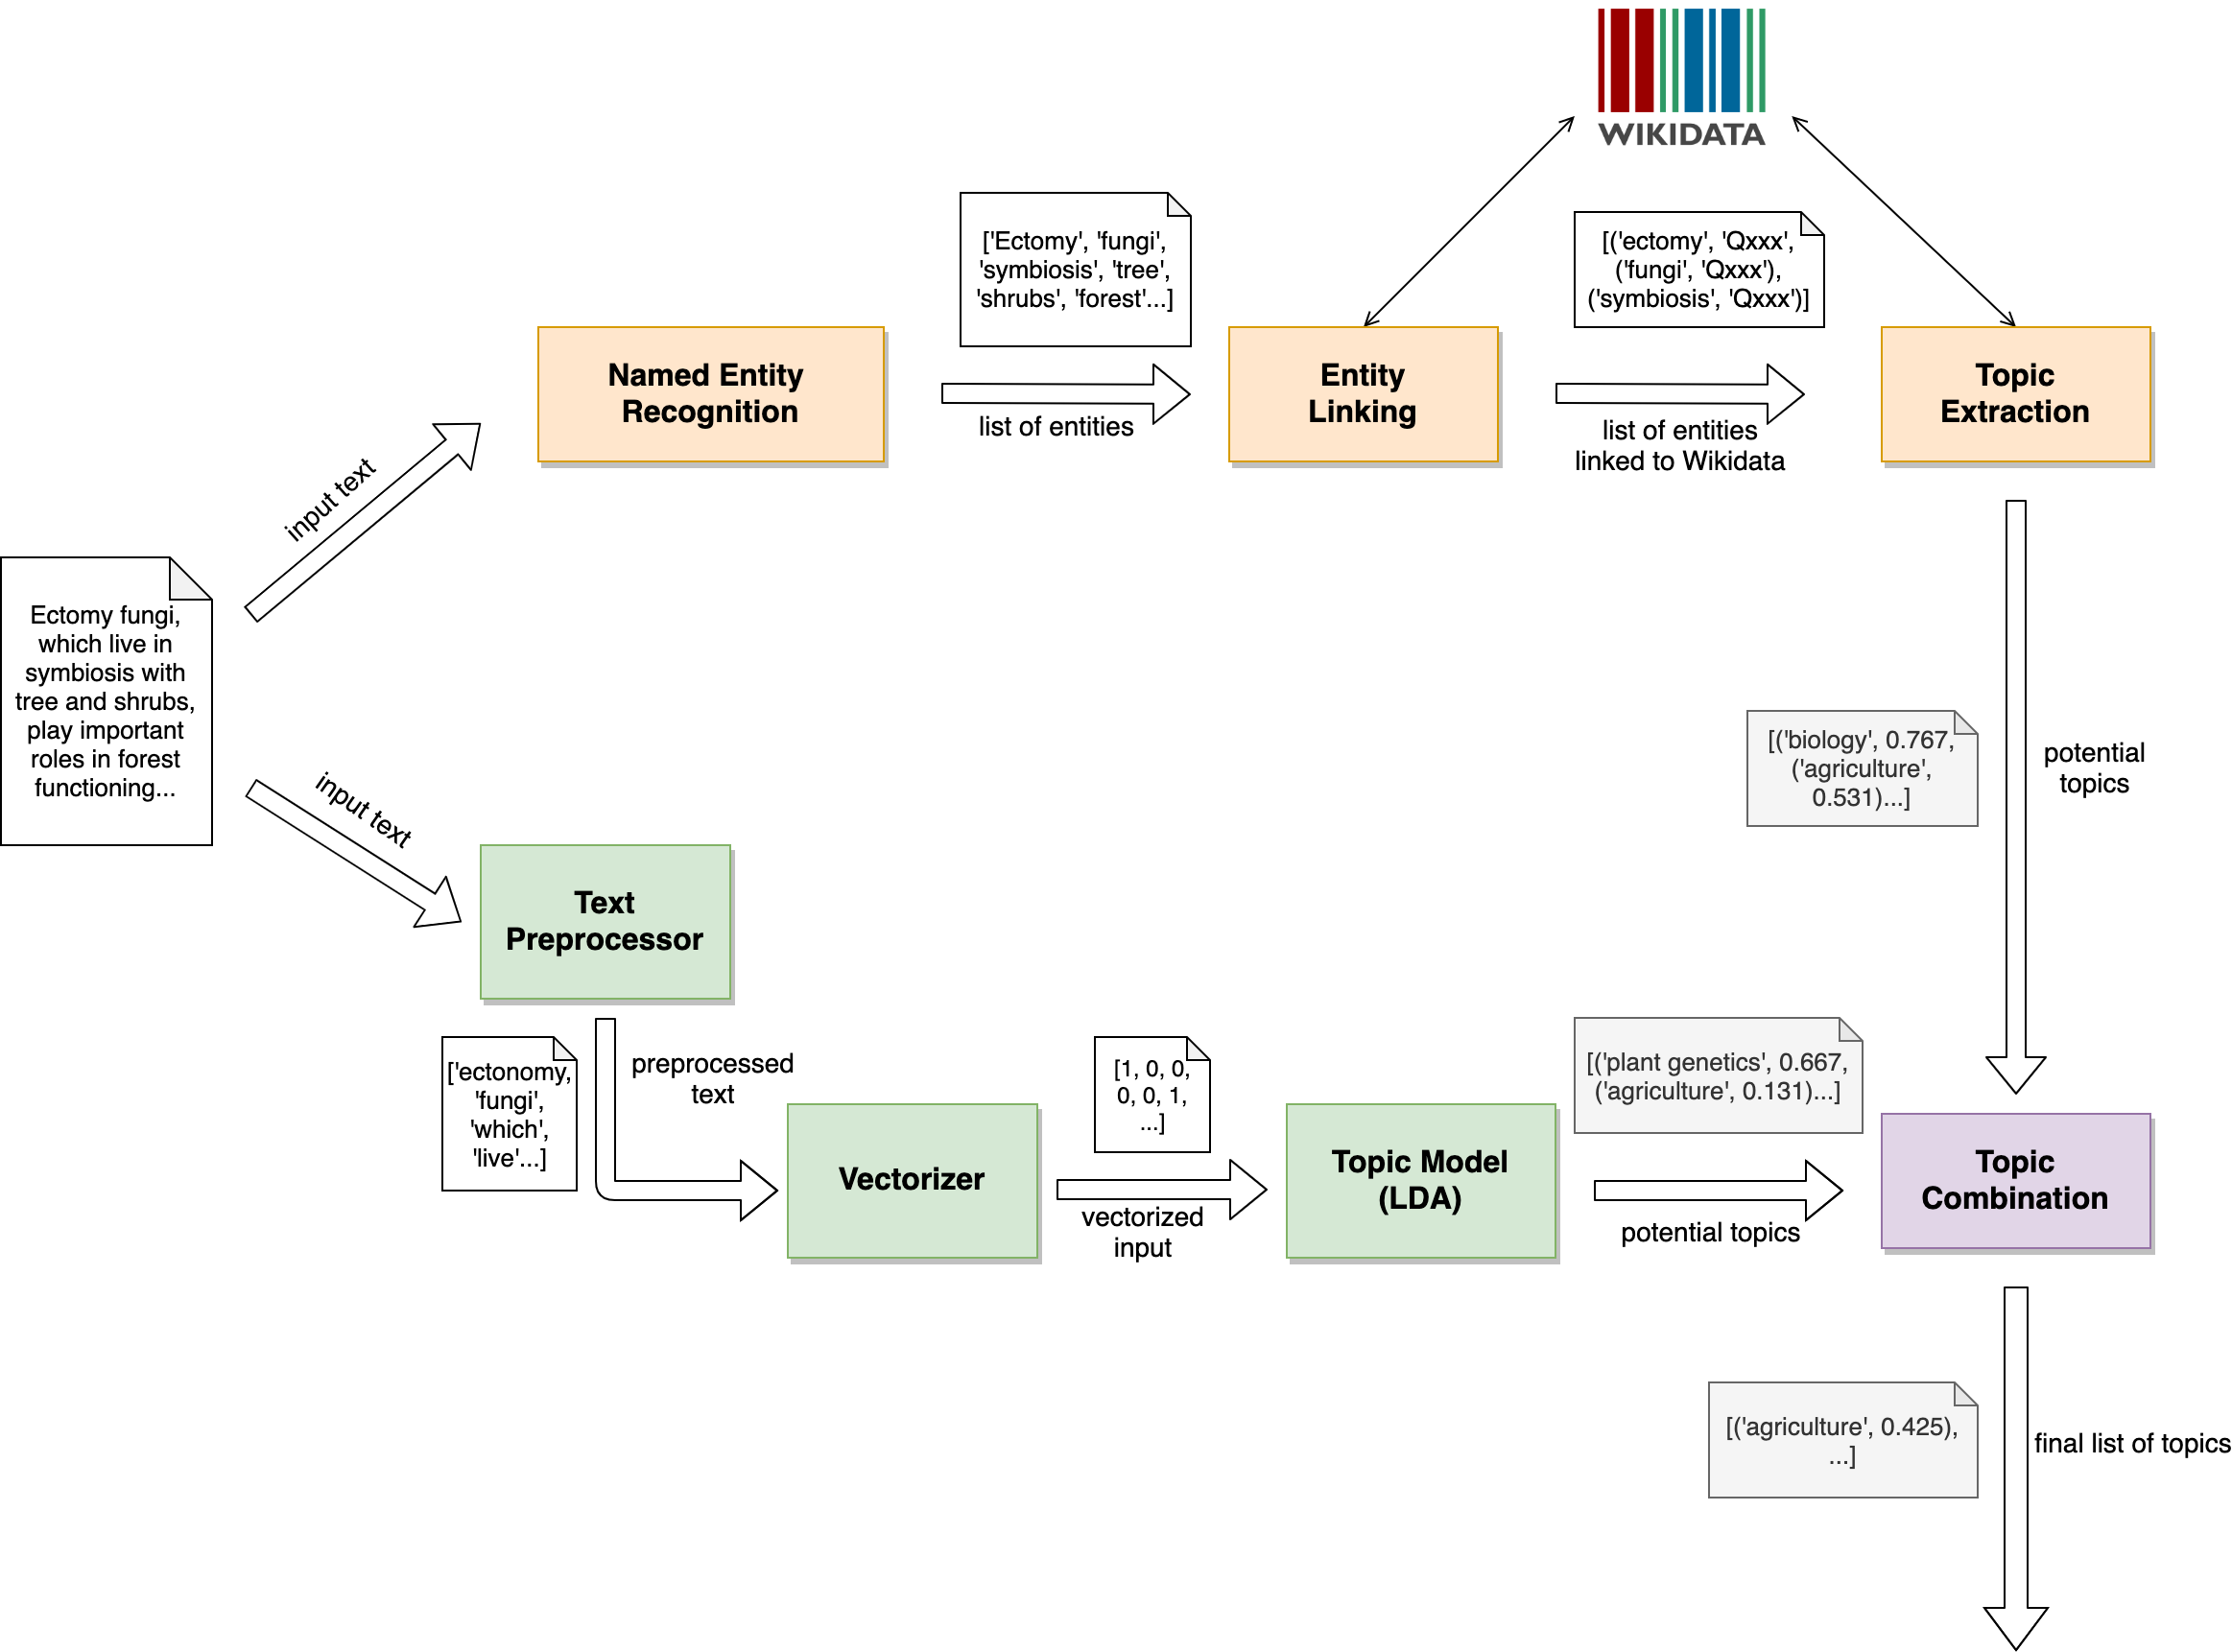 WIKIDATA
['Ectomy', 'fungi',
'symbiosis', 'tree',
'shrubs', 'forest'...]
[('ectomy', 'Qxxx',
('fungi', 'Qxxx'),
('symbiosis', 'Qxxx')]
Named Entity
Recognition
list of entities
Entity
Linking
list of entities
linked to Wikidata
Topic
Extraction
input text
Ectomy fungi,
which live in
symbiosis with
tree and shrubs,
play important
roles in forest
functioning...
input text
[('biology', 0.767,
('agriculture',
0.531)...]
potential
topics
Text
Preprocessor
['ectonomy,
'fungi',
'which',
'live'...]
preprocessed
text
Vectorizer
[1, 0, 0,
0, 0, 1,
...]
vectorized
input
Topic Model
(LDA)
[('plant genetics', 0.667,
('agriculture', 0.131)...]
potential topics
Topic
Combination
[('agriculture', 0.425),
...]
final list of topics